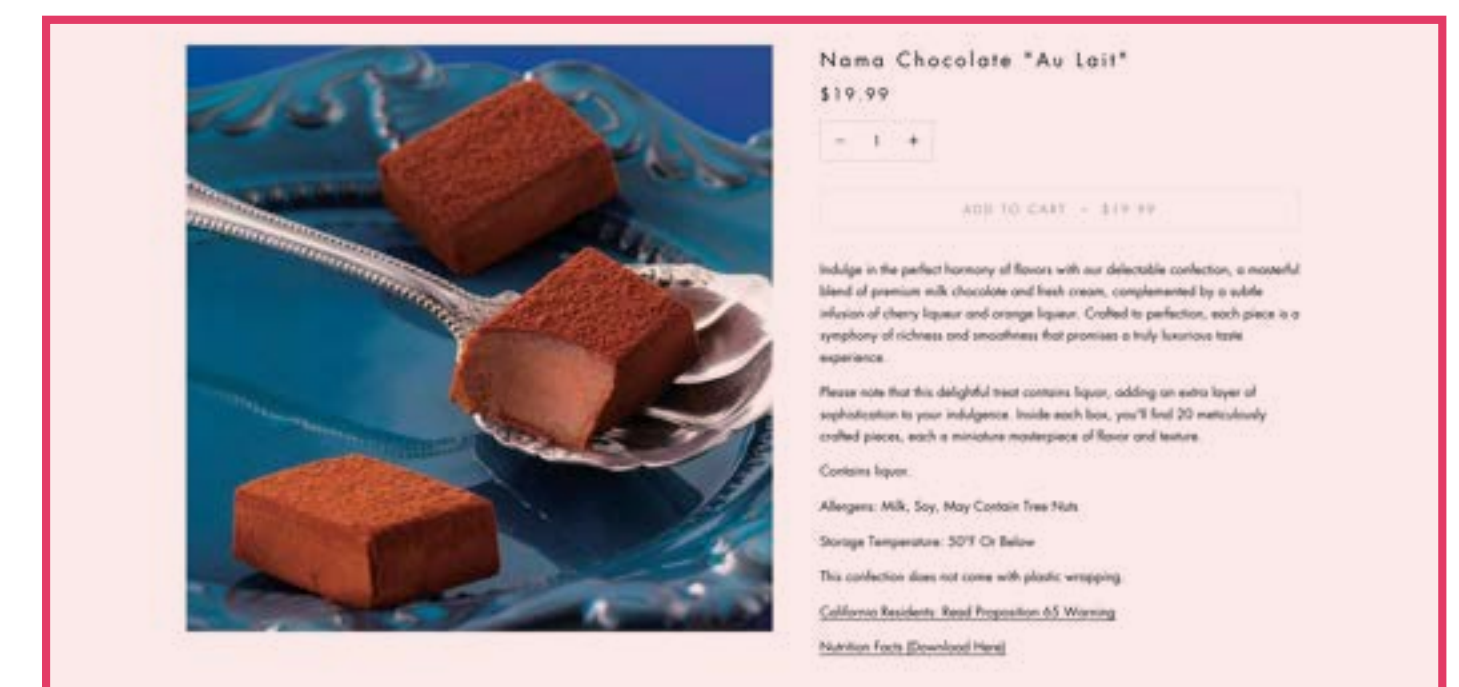 Nama Chocolate "Au Lait"
$19.99
− 1 +
ADD TO CART • $19.99
Indulge in the perfect harmony of flavors with our delectable confection, a masterful
blend of premium milk chocolate and fresh cream, complemented by a subtle
infusion of cherry liqueur and orange liqueur. Crafted to perfection, each piece is a
symphony of richness and smoothness that promises a truly luxurious taste
experience.
Please note that this delightful treat contains liquor, adding an extra layer of
sophistication to your indulgence. Inside each box, you'll find 20 meticulously
crafted pieces, each a miniature masterpiece of flavor and texture.
Contains liquor.
Allergens: Milk, Soy, May Contain Tree Nuts
Storage Temperature: 50°F Or Below
This confection does not come with plastic wrapping.
California Residents: Read Proposition 65 Warning
Nutrition Facts (Download Here)